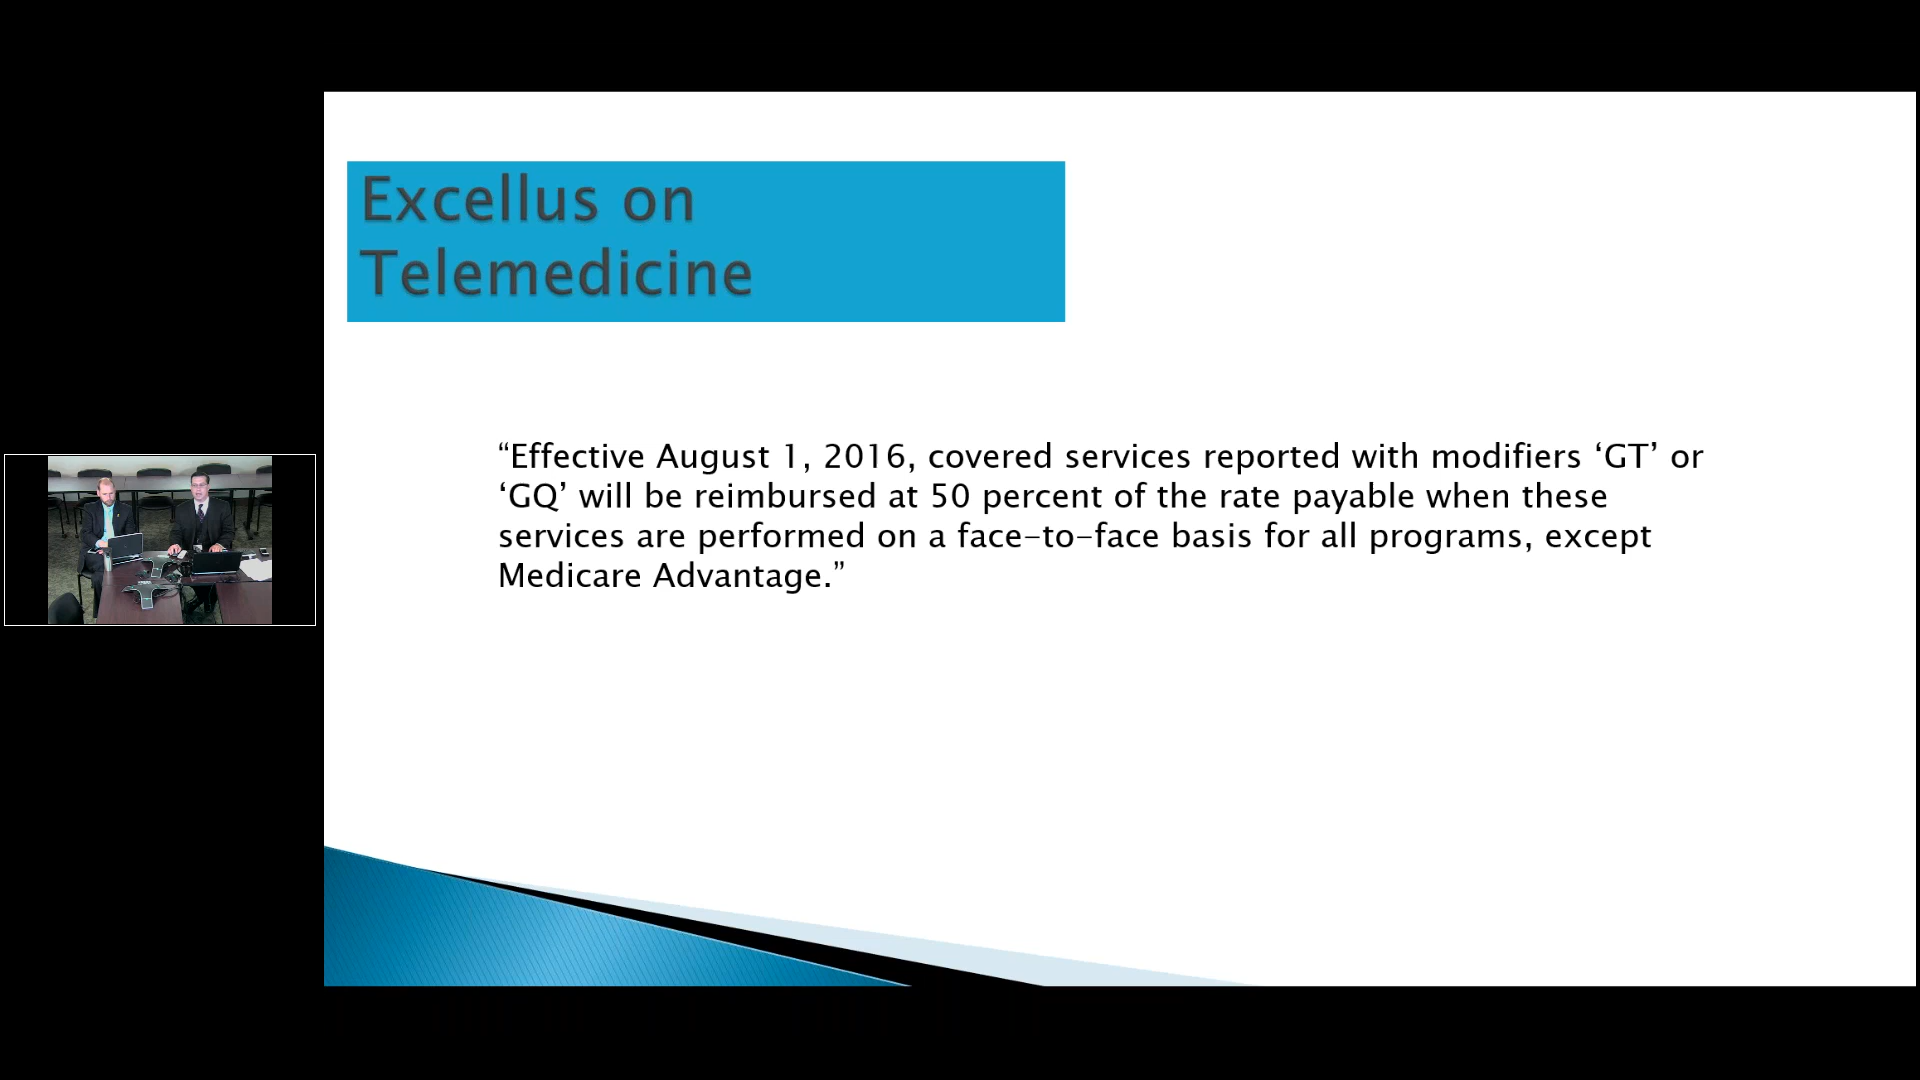 Excellus on
Telemedicine
“Effective August 1, 2016, covered services reported with modifiers ‘GT’ or
‘GQ’ will be reimbursed at 50 percent of the rate payable when these
services are performed on a face-to-face basis for all programs, except
Medicare Advantage.”